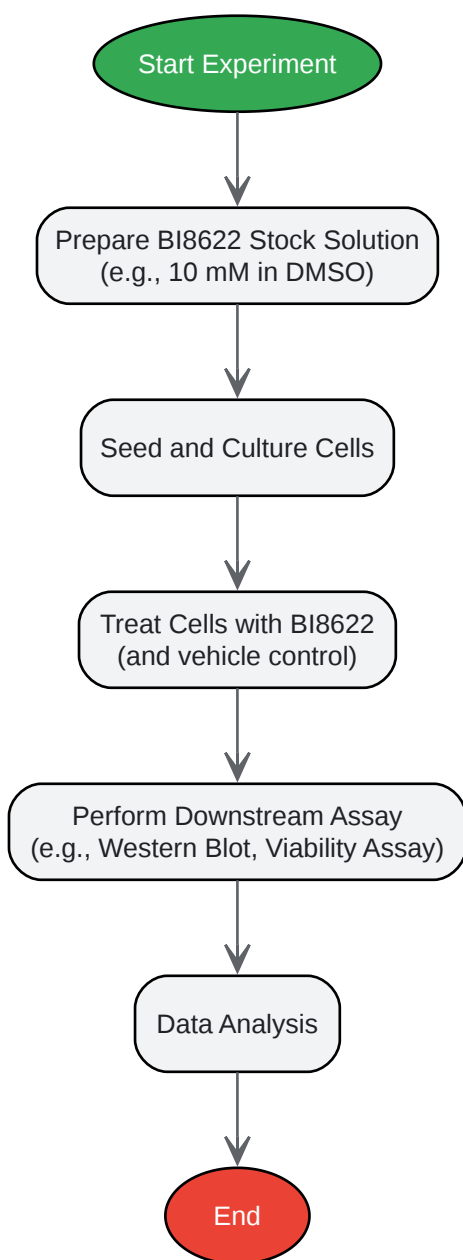 Start Experiment
Prepare BI8622 Stock Solution
(e.g., 10 mM in DMSO)
Seed and Culture Cells
Treat Cells with BI8622
(and vehicle control)
Perform Downstream Assay
(e.g., Western Blot, Viability Assay)
Data Analysis
End